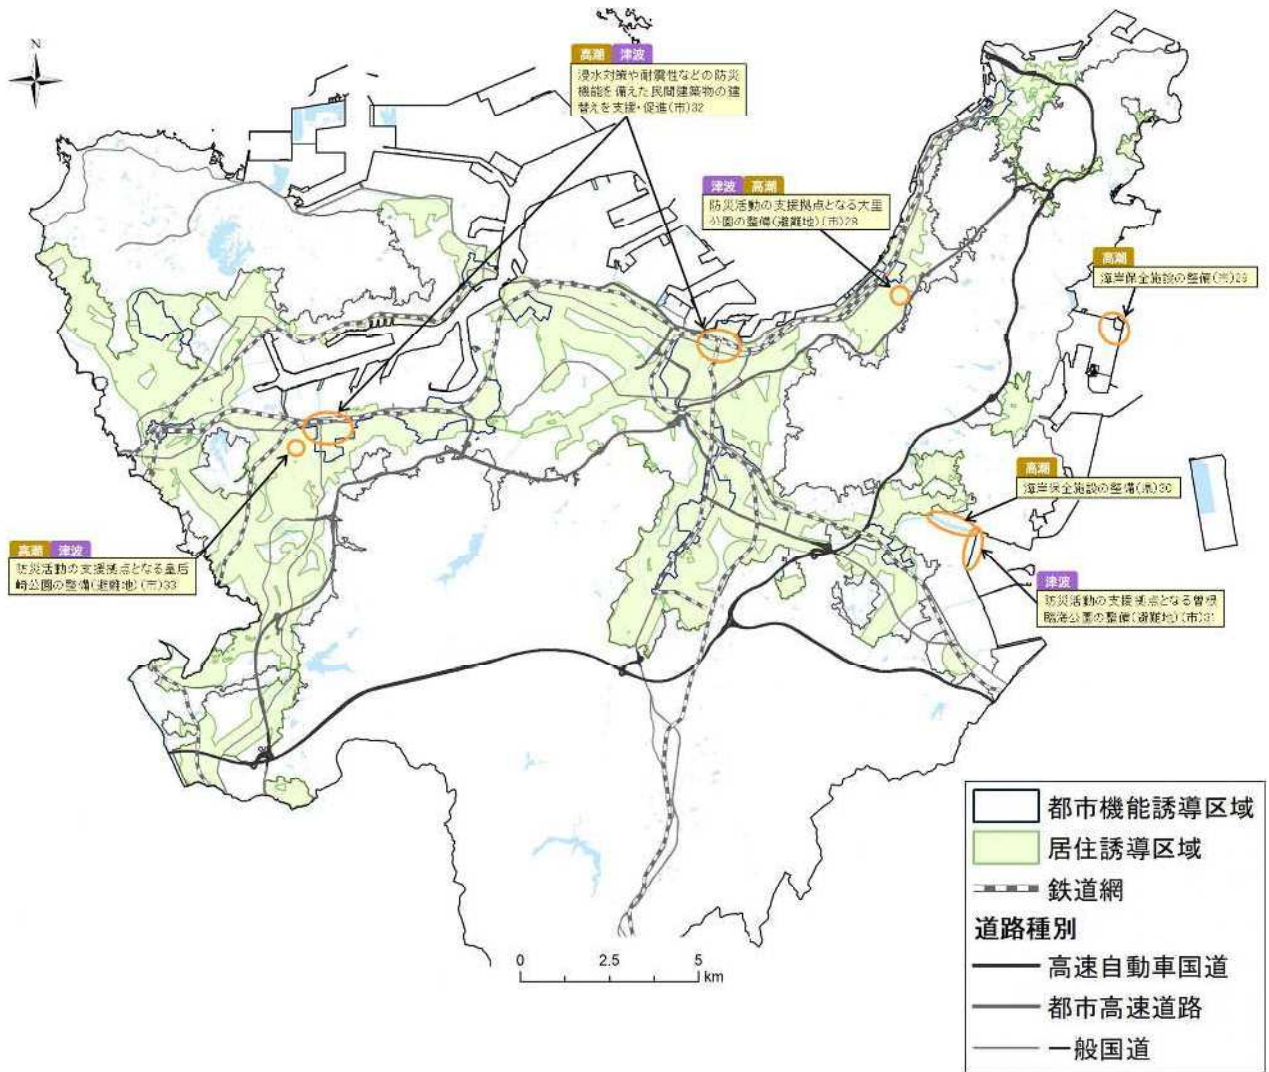 N
高潮 津波
浸水対策や耐震性などの防災
機能を備えた民間建築物の建
替えを支援・促進(市)32
津波 高潮
防災活動の支援拠点となる大里
公園の整備(避難地)(市)28
高潮
海岸保全施設の整備(市)29
高潮
海岸保全施設の整備(県)30
高潮 津波
防災活動の支援拠点となる皇后
崎公園の整備(避難地)(市)33
津波
防災活動の支援拠点となる曽根
臨海公園の整備(避難地)(市)31
都市機能誘導区域
居住誘導区域
鉄道網
道路種別
高速自動車国道
都市高速道路
一般国道
0 2.5 5
km